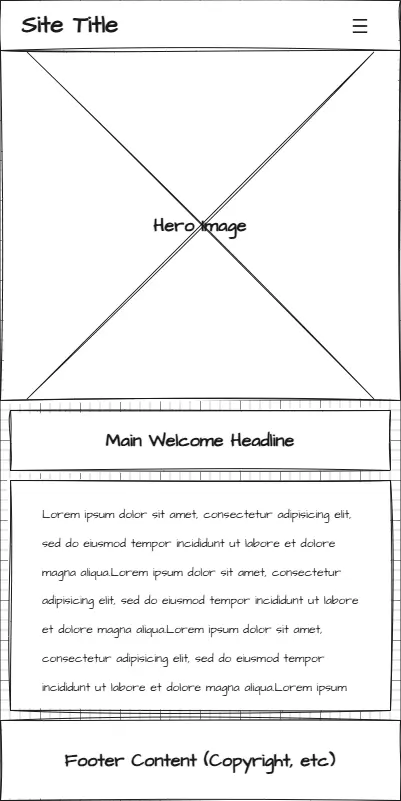 Site Title
Hero Image
Main Welcome Headline
Lorem ipsum dolor sit amet, consectetur adipisicing elit,
sed do eiusmod tempor incididunt ut labore et dolore
magna aliqua.Lorem ipsum dolor sit amet, consectetur
adipisicing elit, sed do eiusmod tempor incididunt ut labore
et dolore magna aliqua.Lorem ipsum dolor sit amet,
consectetur adipisicing elit, sed do eiusmod tempor
incididunt ut labore et dolore magna aliqua.Lorem ipsum
Footer Content (Copyright, etc)